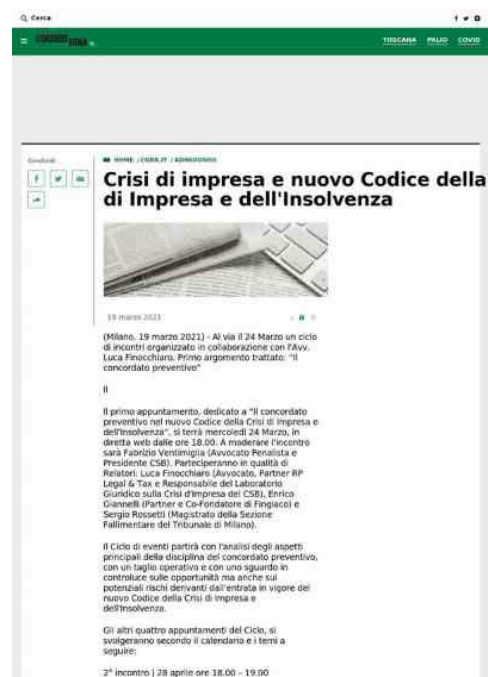 Cerca
CORRIERE SIENA
TOSCANA PALIO COVID
Condividi:
HOME / CORR.IT / ADNKRONOS
Crisi di impresa e nuovo Codice della
di Impresa e dell'Insolvenza
19 marzo 2021
(Milano, 19 marzo 2021) - Al via il 24 Marzo un ciclo
di incontri organizzato in collaborazione con l'Avv.
Luca Finocchiaro. Primo argomento trattato: "Il
concordato preventivo"
Il
Il primo appuntamento, dedicato a "Il concordato
preventivo nel nuovo Codice della Crisi di Impresa e
dell'Insolvenza", si terrà mercoledì 24 Marzo, in
diretta web dalle ore 18.00. A moderare l'incontro
sarà Fabrizio Ventimiglia (Avvocato Penalista e
Presidente CSB). Parteciperanno in qualità di
Relatori: Luca Finocchiaro (Avvocato, Partner RP
Legal & Tax e Responsabile del Laboratorio
Giuridico sulla Crisi d'Impresa del CSB), Enrico
Giannelli (Partner e Co-Fondatore di Fingiaco) e
Sergio Rossetti (Magistrato della Sezione
Fallimentare del Tribunale di Milano).
Il Ciclo di eventi partirà con l'analisi degli aspetti
principali della disciplina del concordato preventivo,
con un taglio operativo e con uno sguardo in
controluce sulle opportunità ma anche sui
potenziali rischi derivanti dall'entrata in vigore del
nuovo Codice della Crisi di Impresa e
dell'Insolvenza.
Gli altri quattro appuntamenti del Ciclo, si
svolgeranno secondo il calendario e i temi a
seguire:
2° incontro | 28 aprile ore 18.00 – 19.00